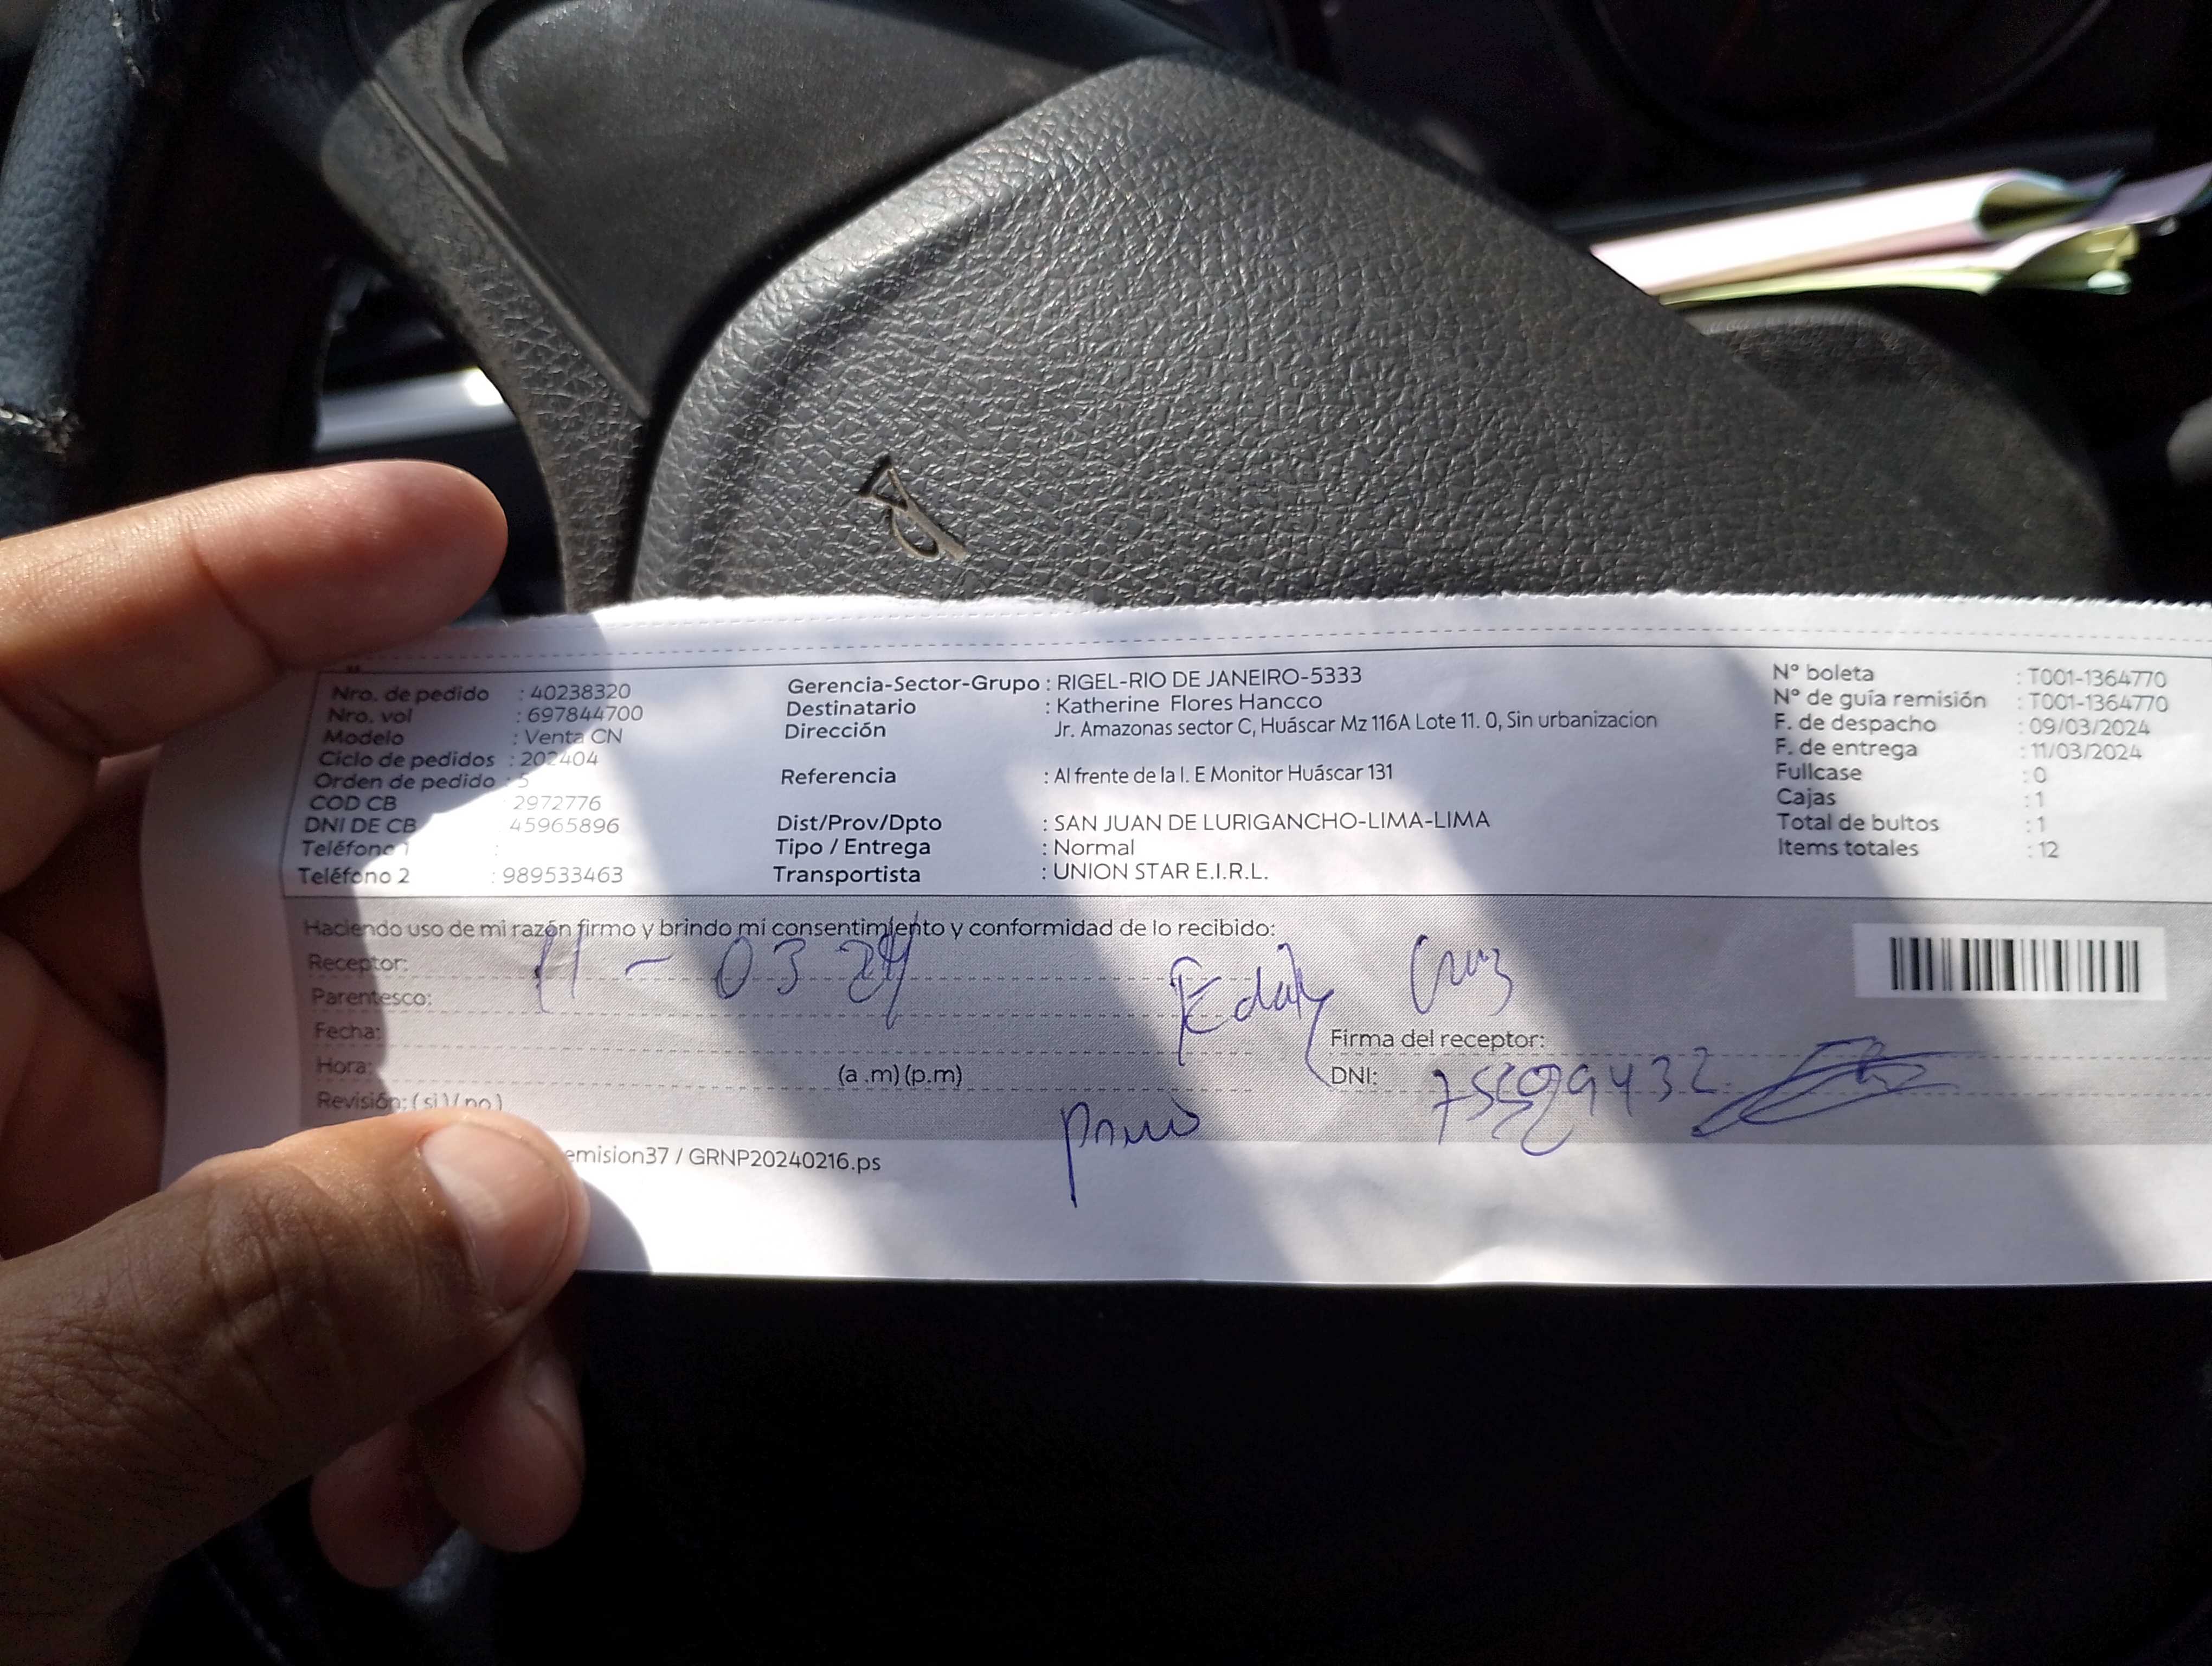 Nro. de pedido : 40238320
Nro. vol : 697844700
Modelo : Venta CN
Ciclo de pedidos : 202404
Orden de pedido : 5
COD CB 2972776
DNI DE CB : 45965896
Teléfono 1 :
Teléfono 2 : 989533463
Gerencia-Sector-Grupo : RIGEL-RIO DE JANEIRO-5333
Destinatario : Katherine Flores Hancco
Dirección Jr. Amazonas sector C, Huáscar Mz 116A Lote 11. 0, Sin urbanizacion
Referencia : Al frente de la I. E Monitor Huáscar 131
Dist/Prov/Dpto : SAN JUAN DE LURIGANCHO-LIMA-LIMA
Tipo / Entrega : Normal
Transportista : UNION STAR E.I.R.L.
N° boleta : T001-1364770
N° de guía remisión : T001-1364770
F. de despacho : 09/03/2024
F. de entrega : 11/03/2024
Fullcase : 0
Cajas : 1
Total de bultos : 1
Items totales : 12
Haciendo uso de mi razón firmo y brindo mi consentimiento y conformidad de lo recibido:
Receptor: 11 - 03 24
Parentesco:
Fecha:
Hora: (a .m) (p.m)
Revisión: (si) (no)
Cruz
Firma del receptor:
DNI:
emision37 / GRNP20240216.ps